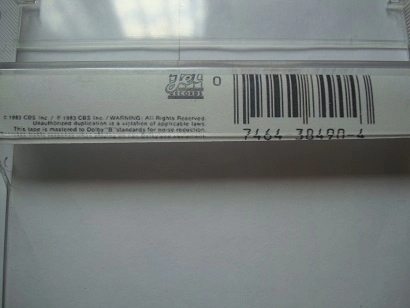 RECORDS
0
© 1983 CBS Inc. / ℗ 1983 CBS Inc. / WARNING: All Rights Reserved.
Unauthorized duplication is a violation of applicable laws.
This tape is mastered to Dolby "B" standards for noise reduction.
7464 38490-4